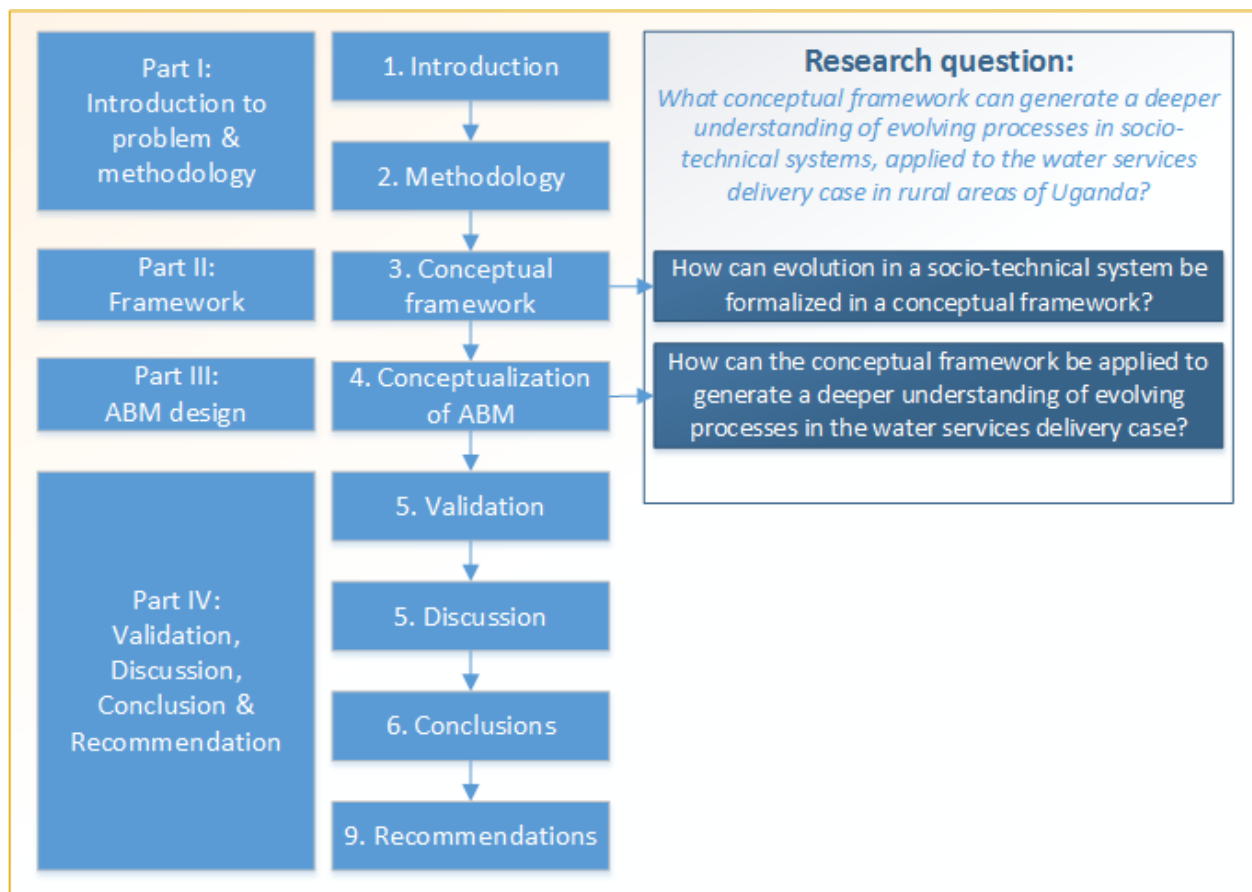 Part I:
Introduction to
problem &
methodology
1. Introduction
2. Methodology
Research question:
What conceptual framework can generate a deeper
understanding of evolving processes in socio-
technical systems, applied to the water services
delivery case in rural areas of Uganda?
Part II:
Framework
3. Conceptual
framework
How can evolution in a socio-technical system be
formalized in a conceptual framework?
Part III:
ABM design
4. Conceptualization
of ABM
How can the conceptual framework be applied to
generate a deeper understanding of evolving
processes in the water services delivery case?
Part IV:
Validation,
Discussion,
Conclusion &
Recommendation
5. Validation
5. Discussion
6. Conclusions
9. Recommendations